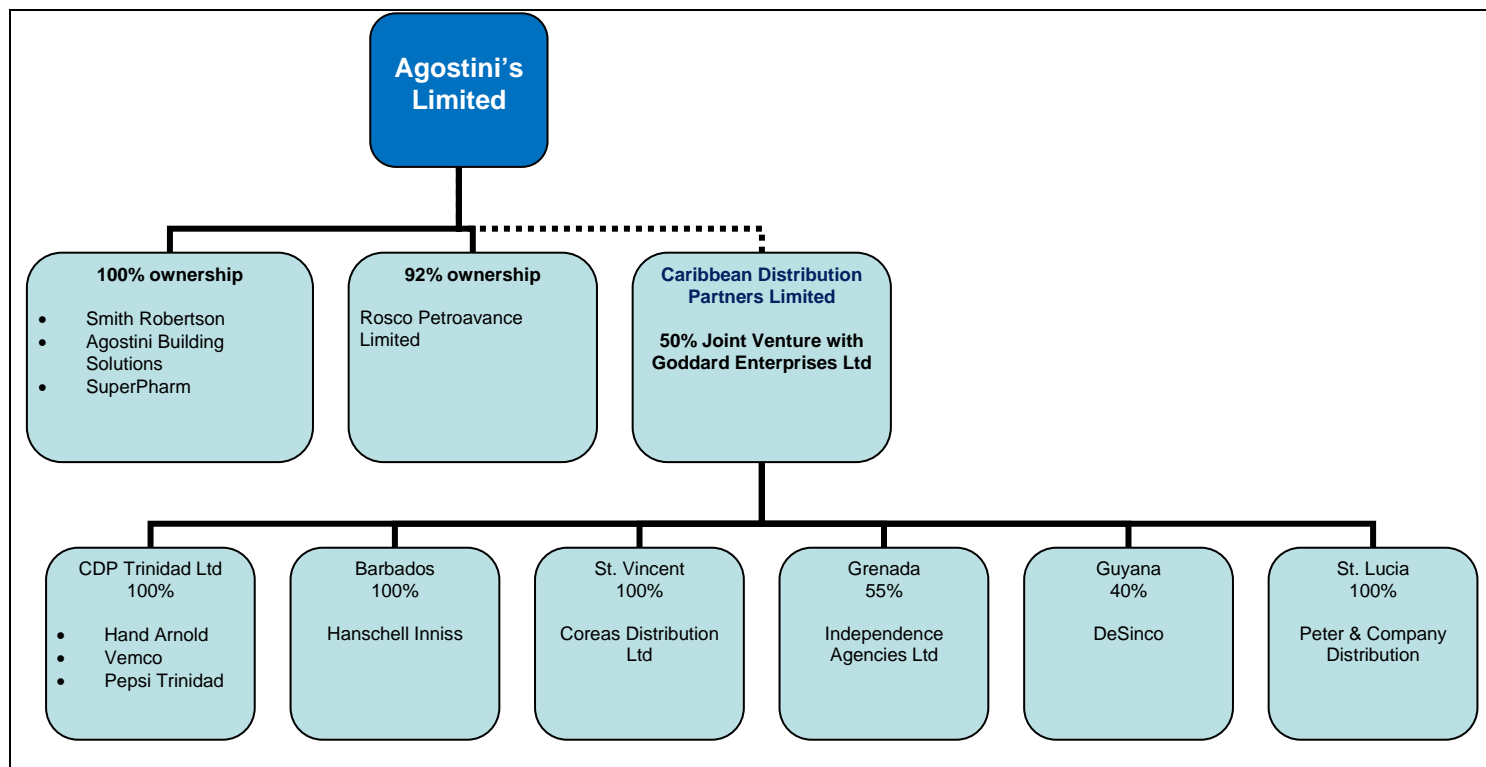 Agostini's
Limited
100% ownership
• Smith Robertson
• Agostini Building
Solutions
• SuperPharm
92% ownership
Rosco Petroavance
Limited
Caribbean Distribution
Partners Limited
50% Joint Venture with
Goddard Enterprises Ltd
CDP Trinidad Ltd
100%
• Hand Arnold
• Vemco
• Pepsi Trinidad
Barbados
100%
Hanschell Inniss
St. Vincent
100%
Coreas Distribution
Ltd
Grenada
55%
Independence
Agencies Ltd
Guyana
40%
DeSinco
St. Lucia
100%
Peter & Company
Distribution